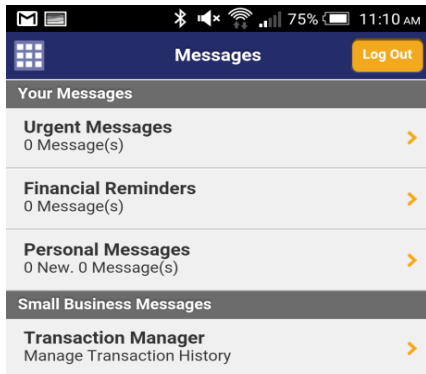 75% 11:10 AM
Messages Log Out
Your Messages
Urgent Messages
0 Message(s)
Financial Reminders
0 Message(s)
Personal Messages
0 New. 0 Message(s)
Small Business Messages
Transaction Manager
Manage Transaction History